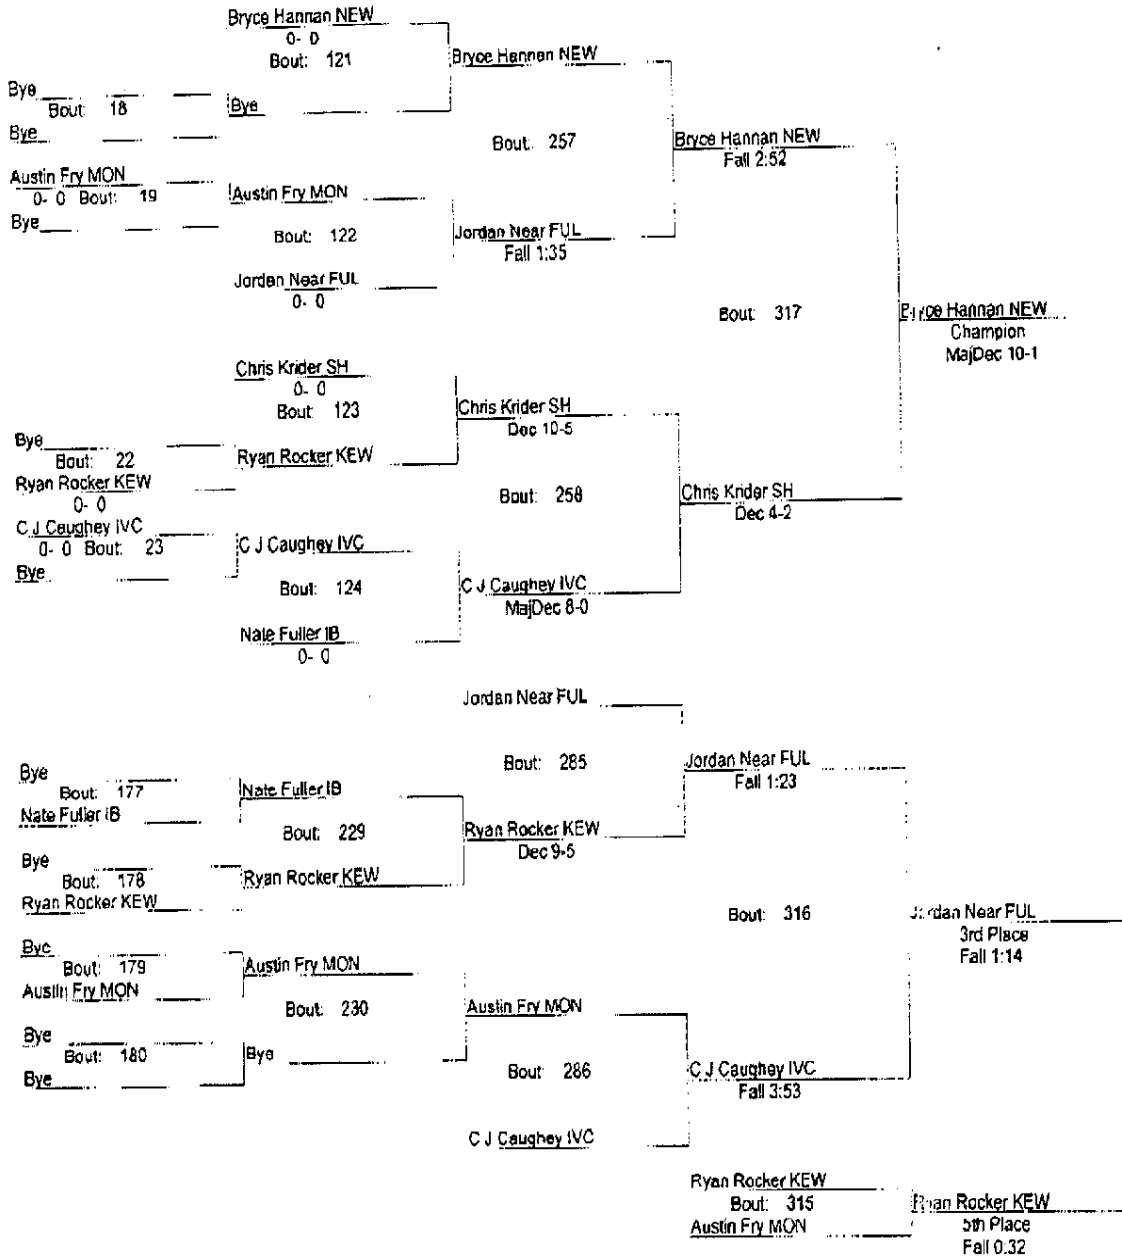 Bryce Hannan NEW
0- 0
Bout: 121
Bryce Hannan NEW
Bye
Bout: 18
Bye
Bye
Bout: 257
Bryce Hannan NEW
Fall 2:52
Austin Fry MON
0- 0 Bout: 19
Austin Fry MON
Bye
Bout: 122
Jordan Near FUL
Fall 1:35
Jordan Near FUL
0- 0
Bout: 317
Bryce Hannan NEW
Champion
MajDec 10-1
Chris Krider SH
0- 0
Bout: 123
Chris Krider SH
Dec 10-5
Bye
Bout: 22
Ryan Rocker KEW
Ryan Rocker KEW
0- 0
Bout: 258
Chris Krider SH
Dec 4-2
C J Caughey IVC
0- 0 Bout: 23
C J Caughey IVC
Bye
Bout: 124
C J Caughey IVC
MajDec 8-0
Nate Fuller IB
0- 0
Jordan Near FUL
Bout: 285
Jordan Near FUL
Fall 1:23
Bye
Bout: 177
Nate Fuller IB
Nate Fuller IB
Bout: 229
Ryan Rocker KEW
Dec 9-5
Bye
Bout: 178
Ryan Rocker KEW
Ryan Rocker KEW
Bout: 316
Jordan Near FUL
3rd Place
Fall 1:14
Bye
Bout: 179
Austin Fry MON
Austin Fry MON
Bout: 230
Austin Fry MON
Bye
Bout: 180
Bye
Bye
Bout: 286
C J Caughey IVC
Fall 3:53
C J Caughey IVC
Ryan Rocker KEW
Bout: 315
Austin Fry MON
Ryan Rocker KEW
5th Place
Fall 0:32